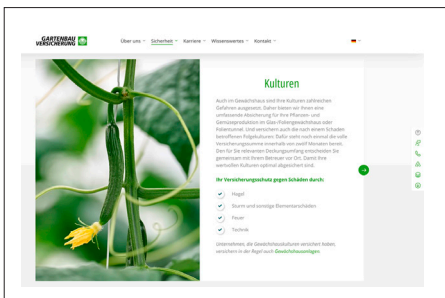 GARTENBAU
VERSICHERUNG
Über uns
Sicherheit
Karriere
Wissenswertes
Kontakt
Kulturen
Auch im Gewächshaus sind Ihre Kulturen zahlreichen
Gefahren ausgesetzt. Daher bieten wir Ihnen eine
umfassende Absicherung für Ihre Pflanzen- und
Gemüseproduktion im Glas-/Foliengewächshaus oder
Folientunnel. Und versichern auch die nach einem Schaden
betroffenen Folgekulturen. Dafür steht noch einmal die volle
Versicherungssumme innerhalb von zwölf Monaten bereit.
Den für Sie relevanten Deckungsumfang entscheiden Sie
gemeinsam mit Ihrem Betreuer vor Ort. Damit Ihre
wertvollen Kulturen optimal abgesichert sind.
Ihr Versicherungsschutz gegen Schäden durch:
Hagel
Sturm und sonstige Elementarschäden
Feuer
Technik
Unternehmen, die Gewächshauskulturen versichert haben,
versichern in der Regel auch Gewächshausanlagen.